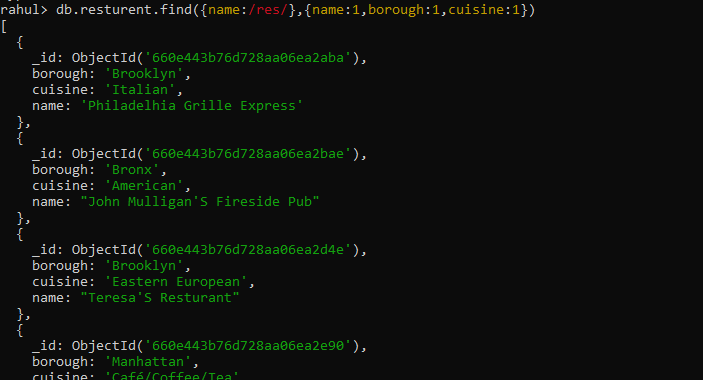 rahul> db.resturent.find({name:/res/},{name:1,borough:1,cuisine:1})
[
  {
    _id: ObjectId('660e443b76d728aa06ea2aba'),
    borough: 'Brooklyn',
    cuisine: 'Italian',
    name: 'Philadelhia Grille Express'
  },
  {
    _id: ObjectId('660e443b76d728aa06ea2bae'),
    borough: 'Bronx',
    cuisine: 'American',
    name: "John Mulligan'S Fireside Pub"
  },
  {
    _id: ObjectId('660e443b76d728aa06ea2d4e'),
    borough: 'Brooklyn',
    cuisine: 'Eastern European',
    name: "Teresa'S Resturant"
  },
  {
    _id: ObjectId('660e443b76d728aa06ea2e90'),
    borough: 'Manhattan',
    cuisine: 'Café/Coffee/Tea'